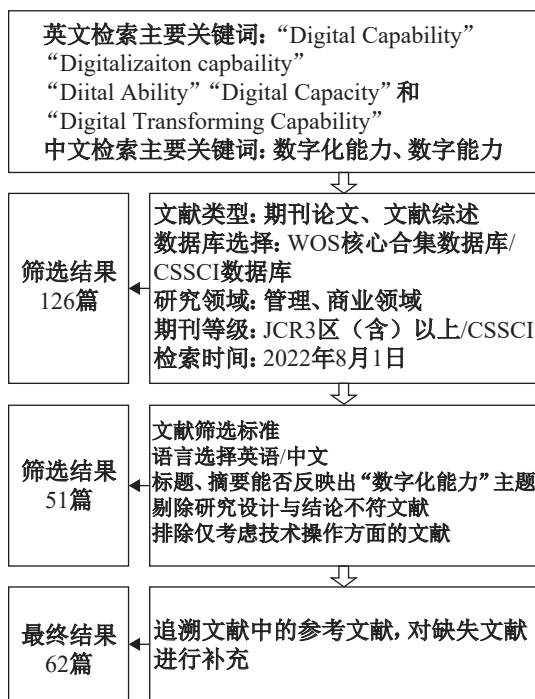 英文检索主要关键词：“Digital Capability”
“Digitalizaiton capbaility”
“Diital Ability”“Digital Capacity”和
“Digital Transforming Capability”
中文检索主要关键词：数字化能力、数字能力
筛选结果
126篇
文献类型：期刊论文、文献综述
数据库选择：WOS核心合集数据库/
CSSCI数据库
研究领域：管理、商业领域
期刊等级：JCR3区（含）以上/CSSCI
检索时间：2022年8月1日
筛选结果
51篇
文献筛选标准
语言选择英语/中文
标题、摘要能否反映出“数字化能力”主题
剔除研究设计与结论不符文献
排除仅考虑技术操作方面的文献
最终结果
62篇
追溯文献中的参考文献，对缺失文献
进行补充